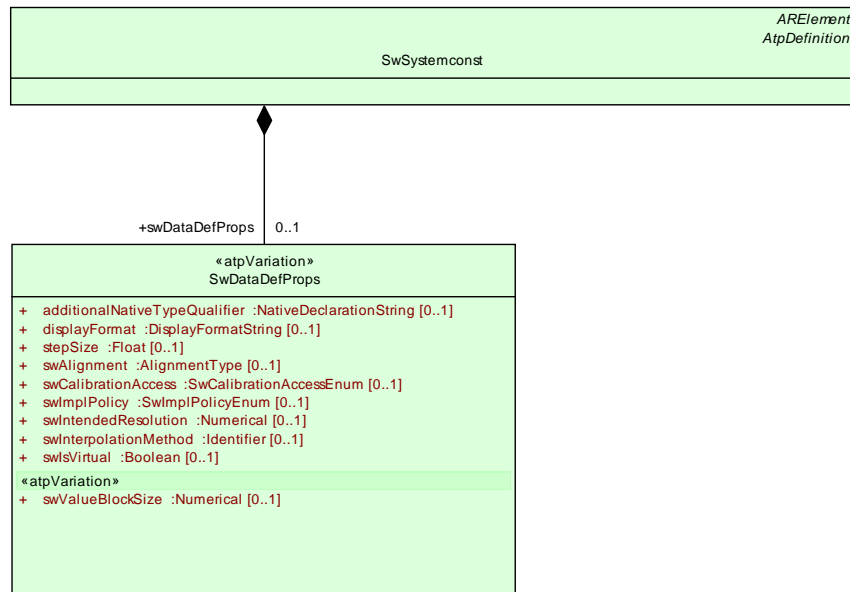 ARElement
AtpDefinition
SwSystemconst
+swDataDefProps 0..1
«atpVariation»
SwDataDefProps
+ additionalNativeTypeQualifier :NativeDeclarationString [0..1]
+ displayFormat :DisplayFormatString [0..1]
+ stepSize :Float [0..1]
+ swAlignment :AlignmentType [0..1]
+ swCalibrationAccess :SwCalibrationAccessEnum [0..1]
+ swImplPolicy :SwImplPolicyEnum [0..1]
+ swIntendedResolution :Numerical [0..1]
+ swInterpolationMethod :Identifier [0..1]
+ swIsVirtual :Boolean [0..1]
«atpVariation»
+ swValueBlockSize :Numerical [0..1]